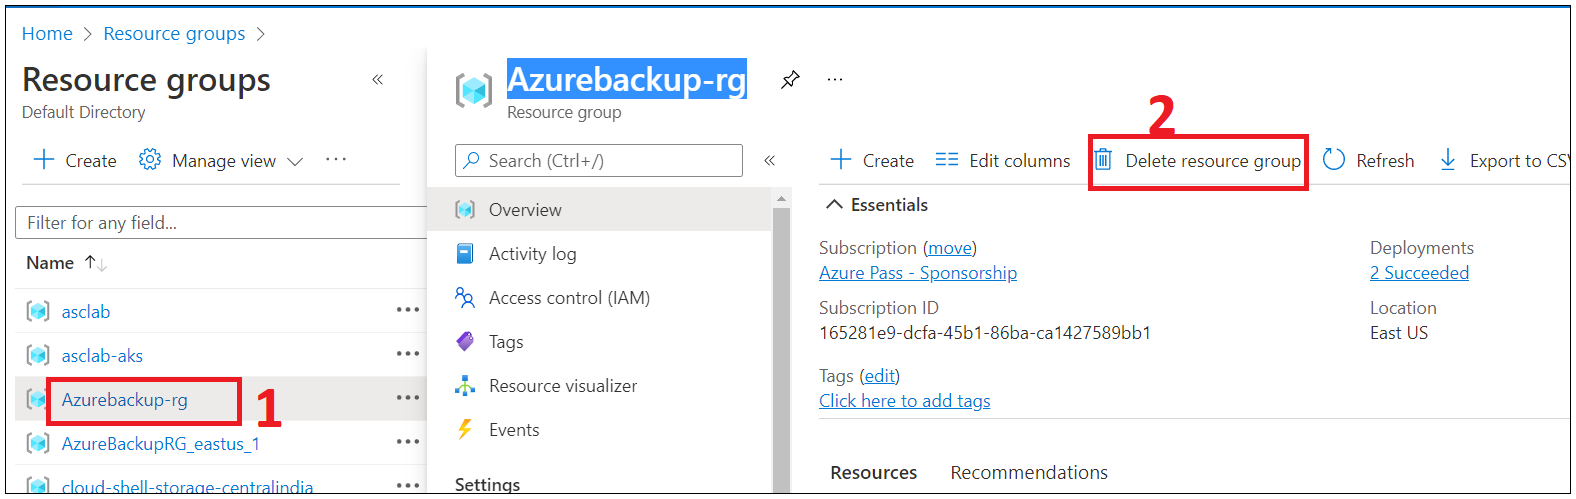 Home > Resource groups >
Resource groups «
Default Directory
+ Create Manage view ···
Filter for any field...
Name ↑↓
asclab ···
asclab-aks ···
Azurebackup-rg ···
1
AzureBackupRG_eastus_1 ···
cloud-shell-storage-centralindia ···
Azurebackup-rg ···
Resource group
Search (Ctrl+/) «
Overview
Activity log
Access control (IAM)
Tags
Resource visualizer
Events
Settings
2
+ Create Edit columns Delete resource group Refresh Export to CSV
Essentials
Subscription (move)
Azure Pass - Sponsorship
Subscription ID
165281e9-dcfa-45b1-86ba-ca1427589bb1
Tags (edit)
Click here to add tags
Deployments
2 Succeeded
Location
East US
Resources Recommendations